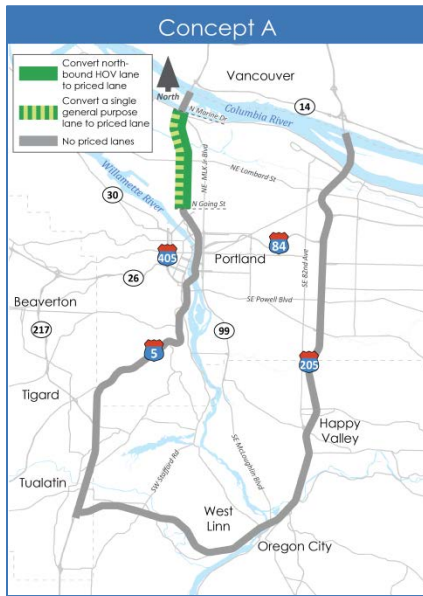 Concept A
Convert north-
bound HOV lane
to priced lane
Convert a single
general purpose
lane to priced lane
No priced lanes
North
Vancouver
14
Columbia River
N Marine Dr
NE MLK Jr Blvd
NE Lombard St
Willamette River
30
N Going St
405
84
26
Portland
SE 82nd Ave
Beaverton
SE Powell Blvd
217
99
5
205
Tigard
Happy
Valley
Tualatin
SW Stafford Rd.
SE McLoughlin Blvd
West
Linn
Oregon City